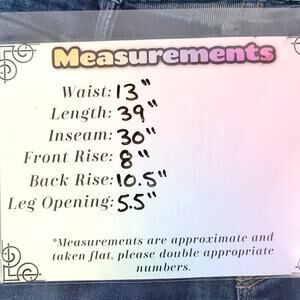 Measurements
Waist: 13"
Length: 39"
Inseam: 30"
Front Rise: 8"
Back Rise: 10.5"
Leg Opening: 5.5"
*Measurements are approximate and
taken flat, please double appropriate
numbers.